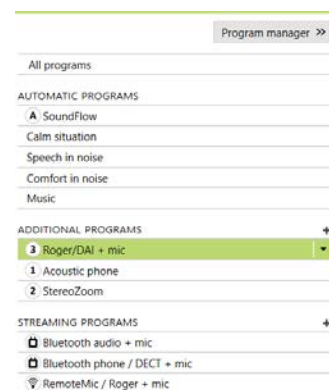 Program manager >>
All programs
AUTOMATIC PROGRAMS
A SoundFlow
Calm situation
Speech in noise
Comfort in noise
Music
ADDITIONAL PROGRAMS +
3 Roger/DAI + mic
1 Acoustic phone
2 StereoZoom
STREAMING PROGRAMS +
Bluetooth audio + mic
Bluetooth phone / DECT + mic
RemoteMic / Roger + mic